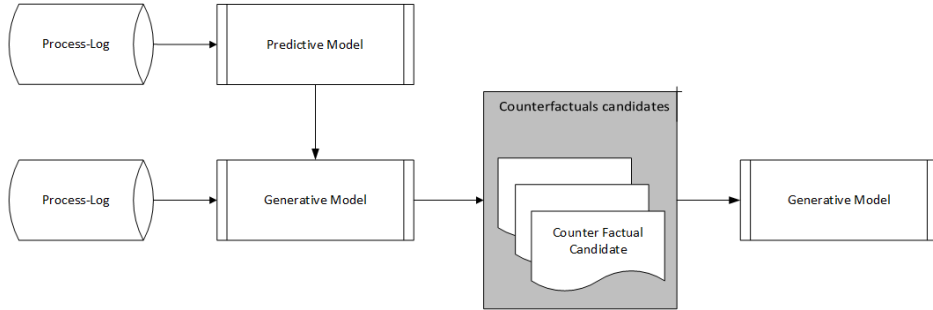 Process-Log
Predictive Model
Counterfactuals candidates
Process-Log
Generative Model
Generative Model
Counter Factual
Candidate